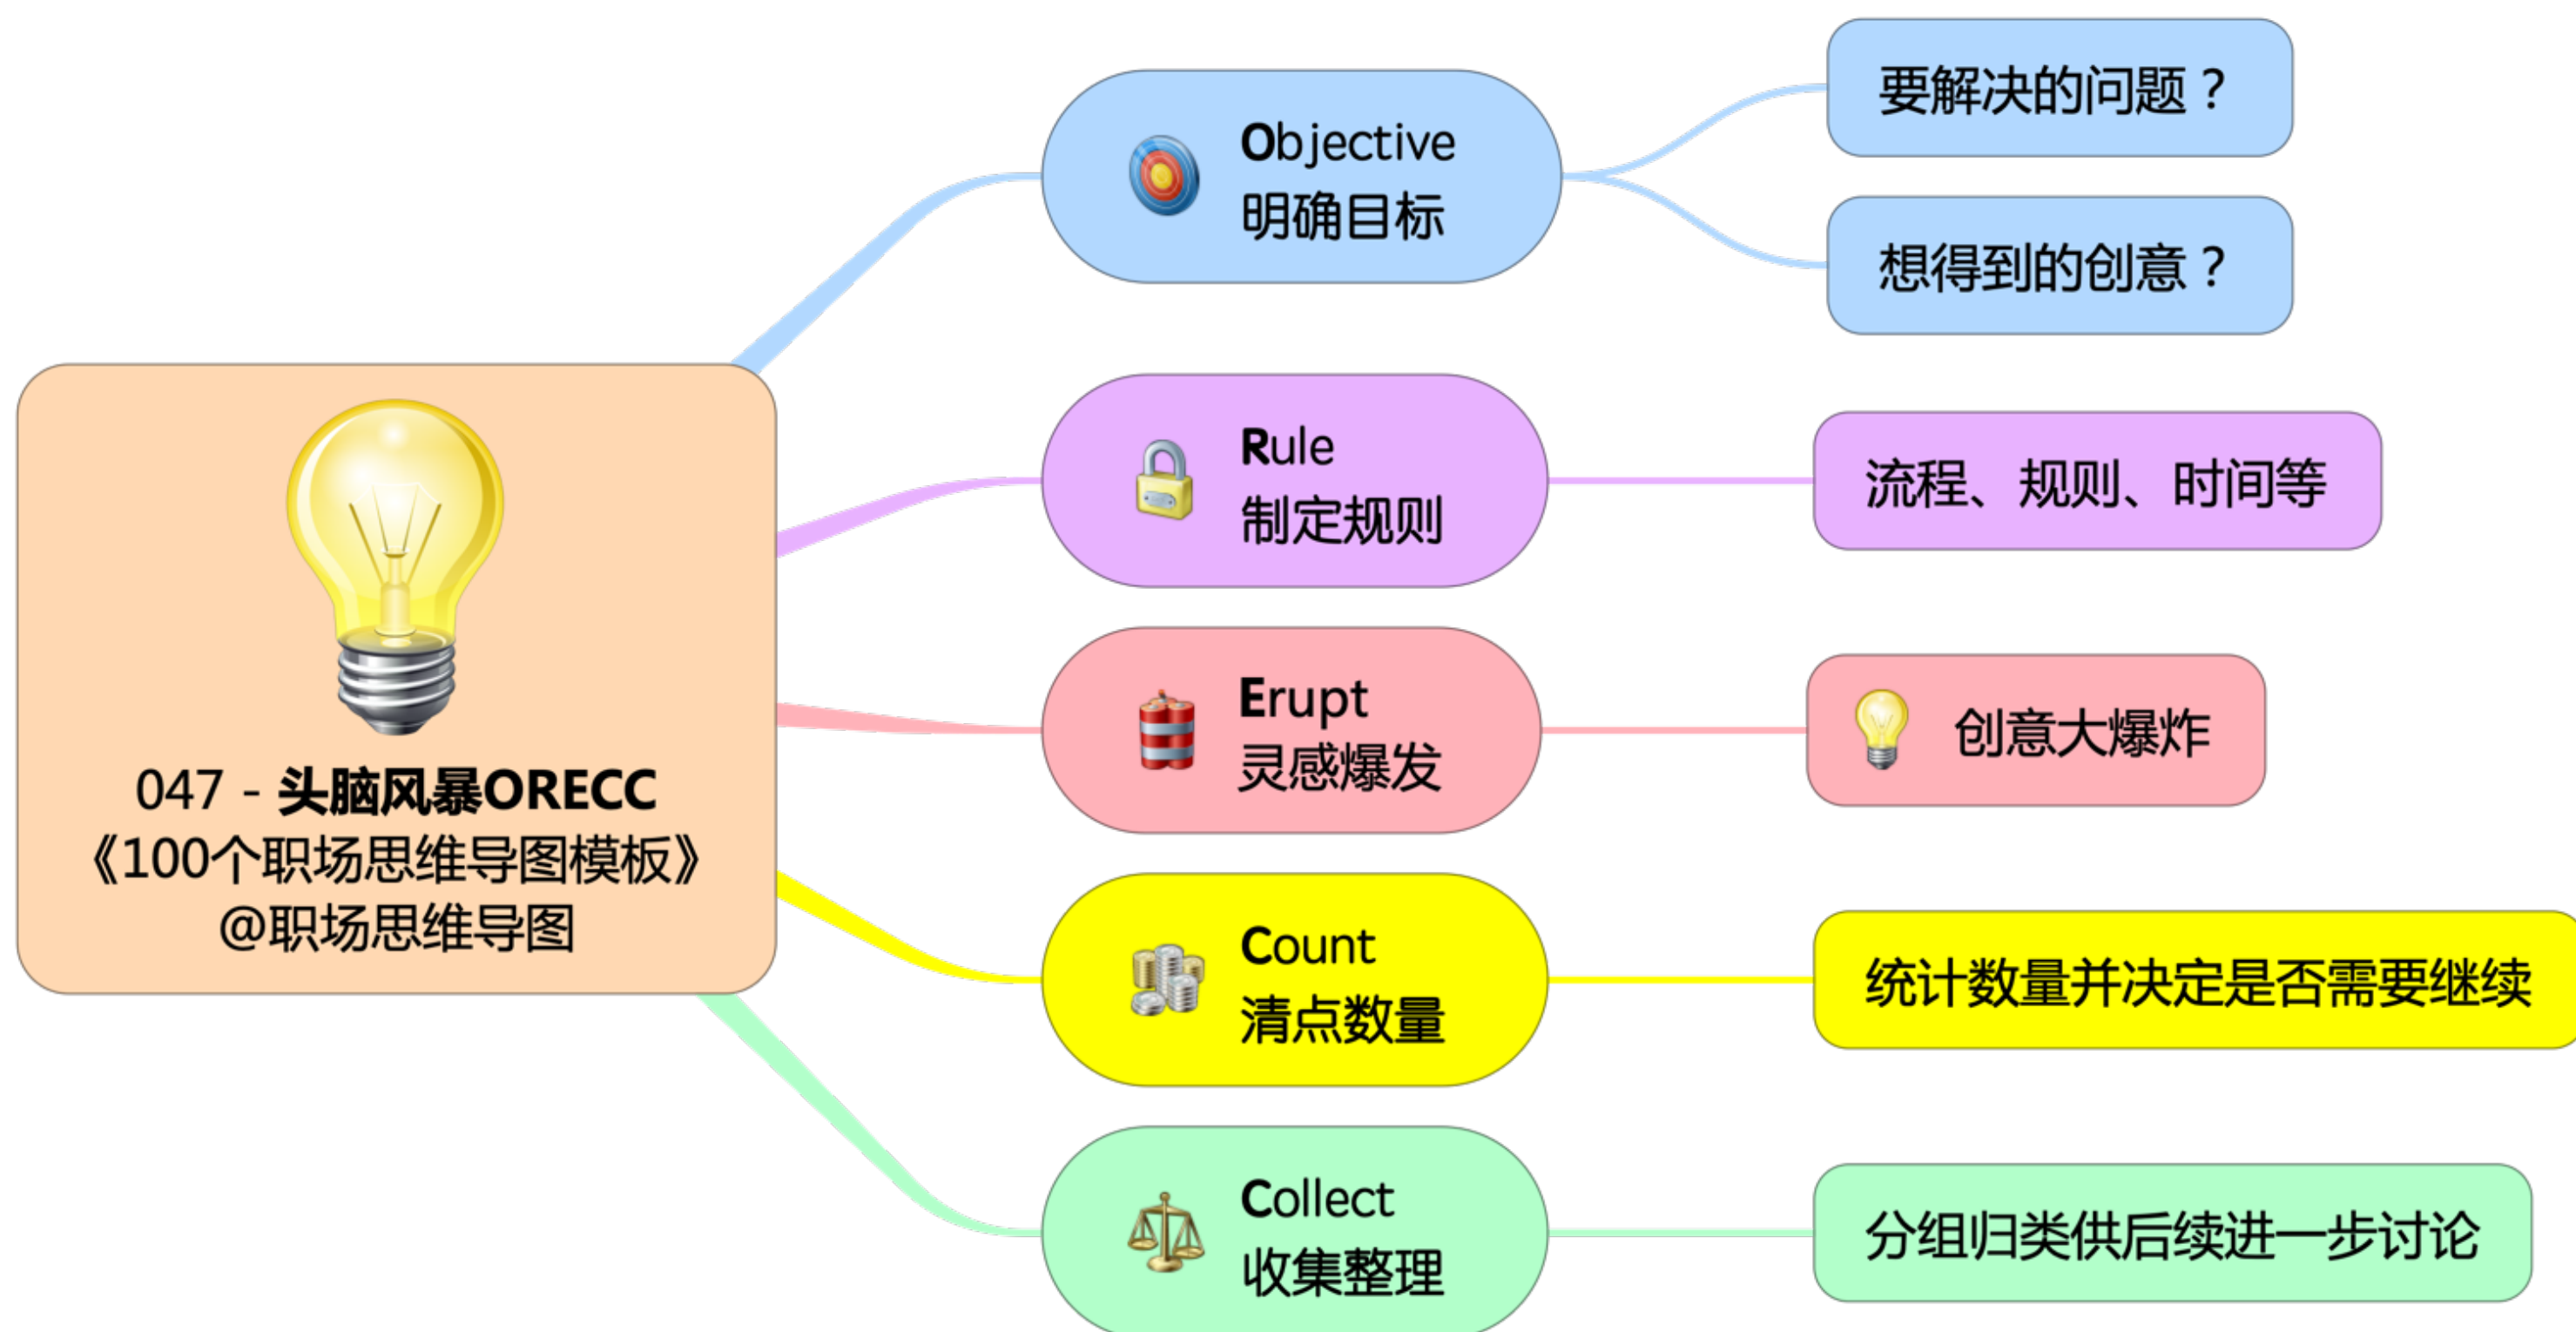 047 - 头脑风暴ORECC
《100个职场思维导图模板》
@职场思维导图
Objective
明确目标
要解决的问题？
想得到的创意？
Rule
制定规则
流程、规则、时间等
Erupt
灵感爆发
创意大爆炸
Count
清点数量
统计数量并决定是否需要继续
Collect
收集整理
分组归类供后续进一步讨论